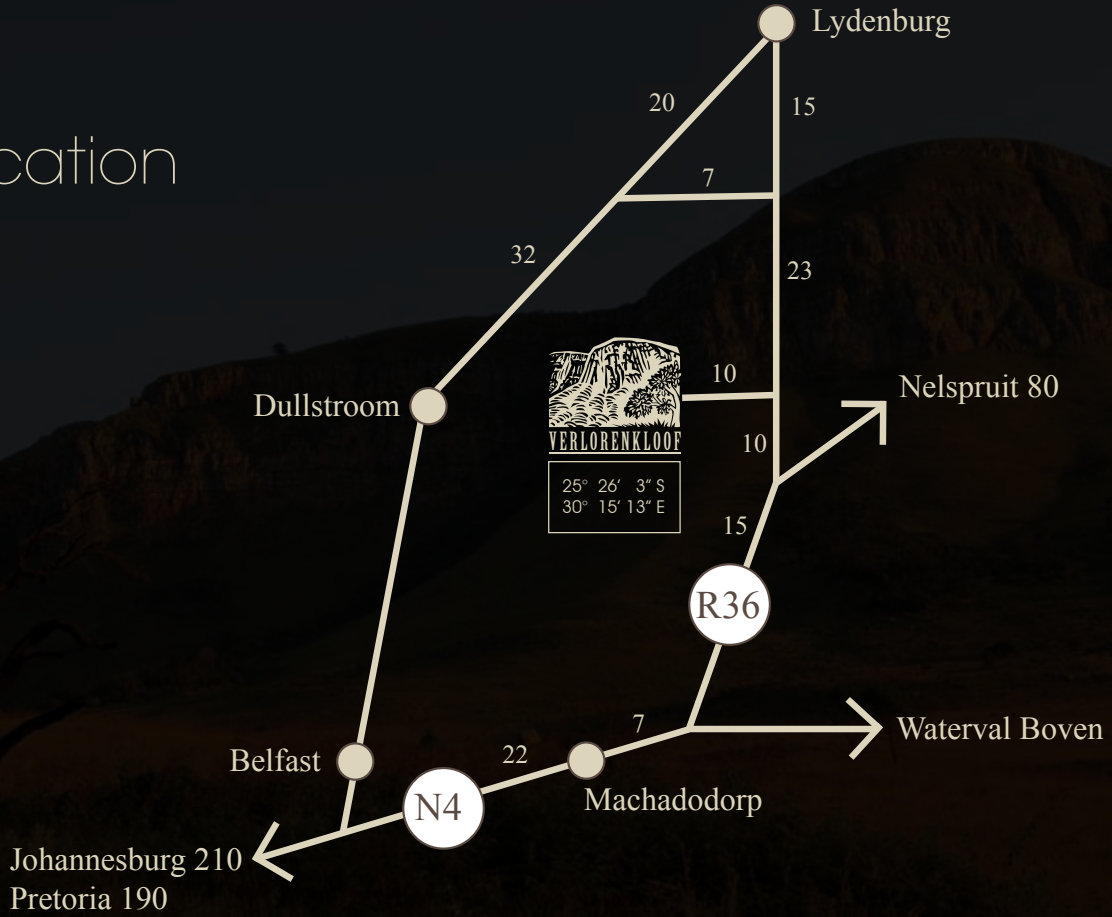 Lydenburg
20
15
cation
7
32
23
10
Nelspruit 80
Dullstroom
VERLORENKLOOF
10
25° 26′ 3″ S
30° 15′ 13″ E
15
R36
7
Waterval Boven
22
Belfast
Machadodorp
N4
Johannesburg 210
Pretoria 190